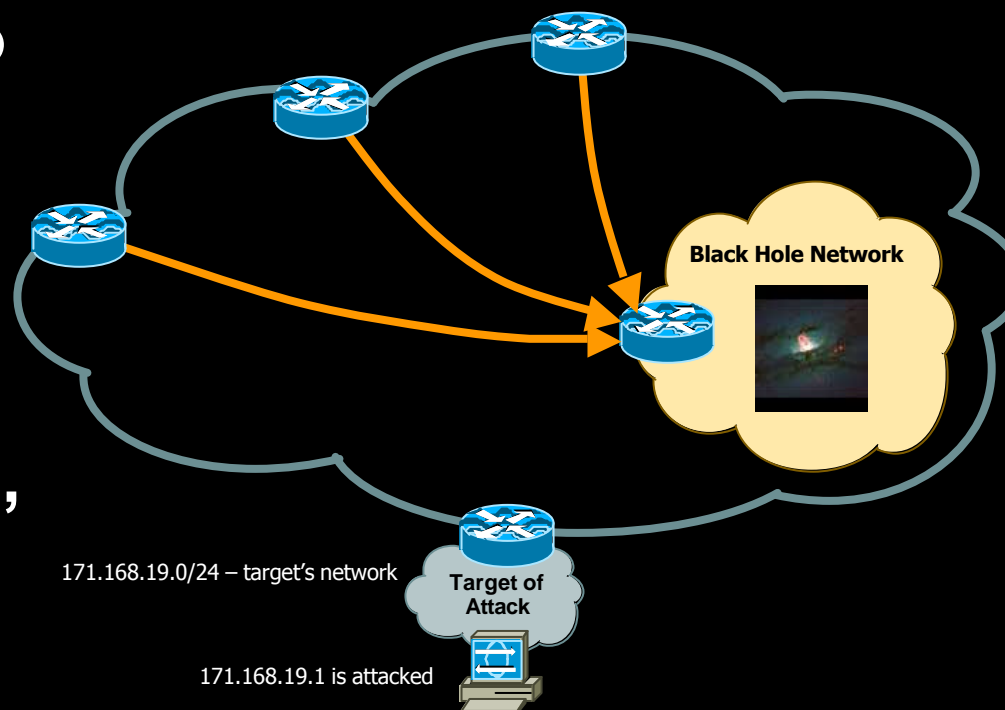 Black Hole Network
171.168.19.0/24 – target's network
Target of
Attack
171.168.19.1 is attacked